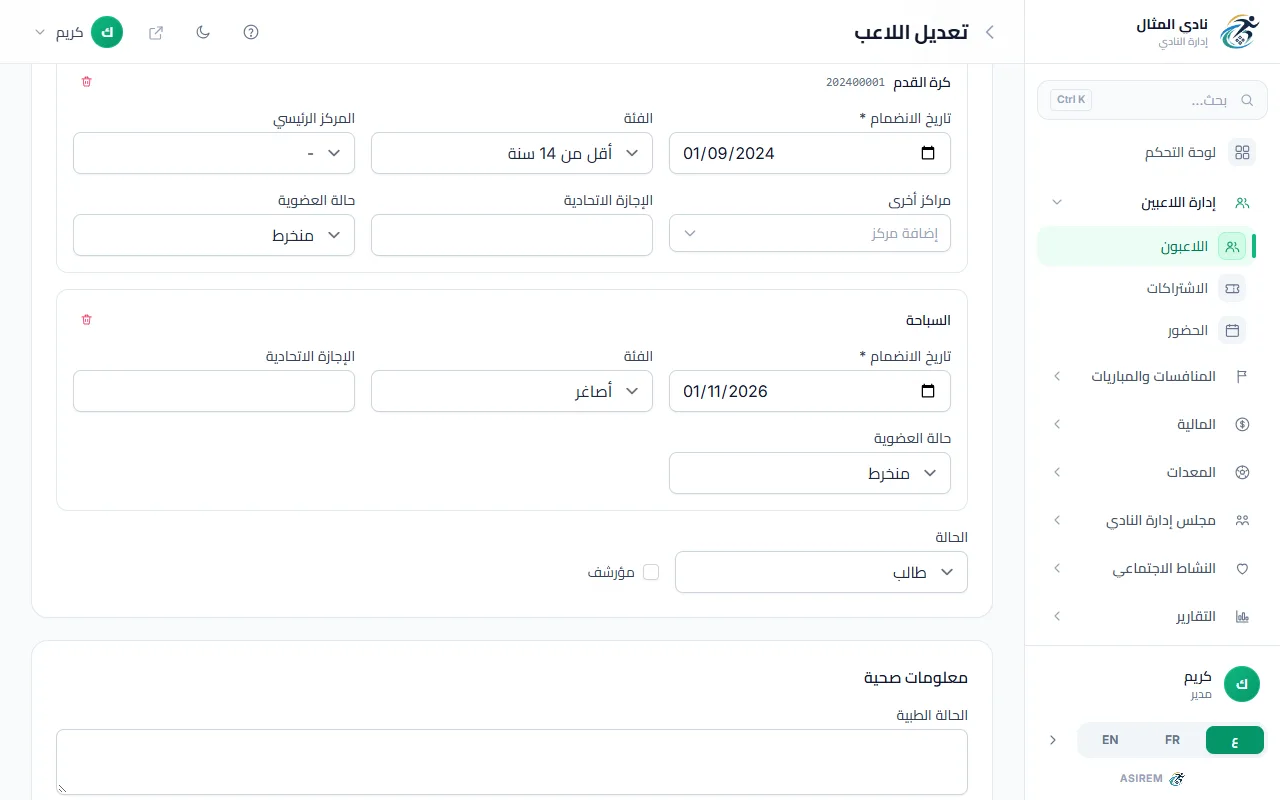 نادي المثال
إدارة النادي
بحث...
Ctrl K
لوحة التحكم
إدارة اللاعبين
اللاعبون
الاشتراكات
الحضور
المنافسات والمباريات
المالية
المعدات
مجلس إدارة النادي
النشاط الاجتماعي
التقارير
ك
كريم
مدير
ع
FR
EN
ASIREM
تعديل اللاعب
ك
كريم
كرة القدم 202400001
تاريخ الانضمام *
الفئة
المركز الرئيسي
01/09/2024
أقل من 14 سنة
-
مراكز أخرى
الإجازة الاتحادية
حالة العضوية
إضافة مركز
منخرط
السباحة
تاريخ الانضمام *
الفئة
الإجازة الاتحادية
01/11/2026
أصاغر
حالة العضوية
منخرط
الحالة
طالب
مؤرشف
معلومات صحية
الحالة الطبية